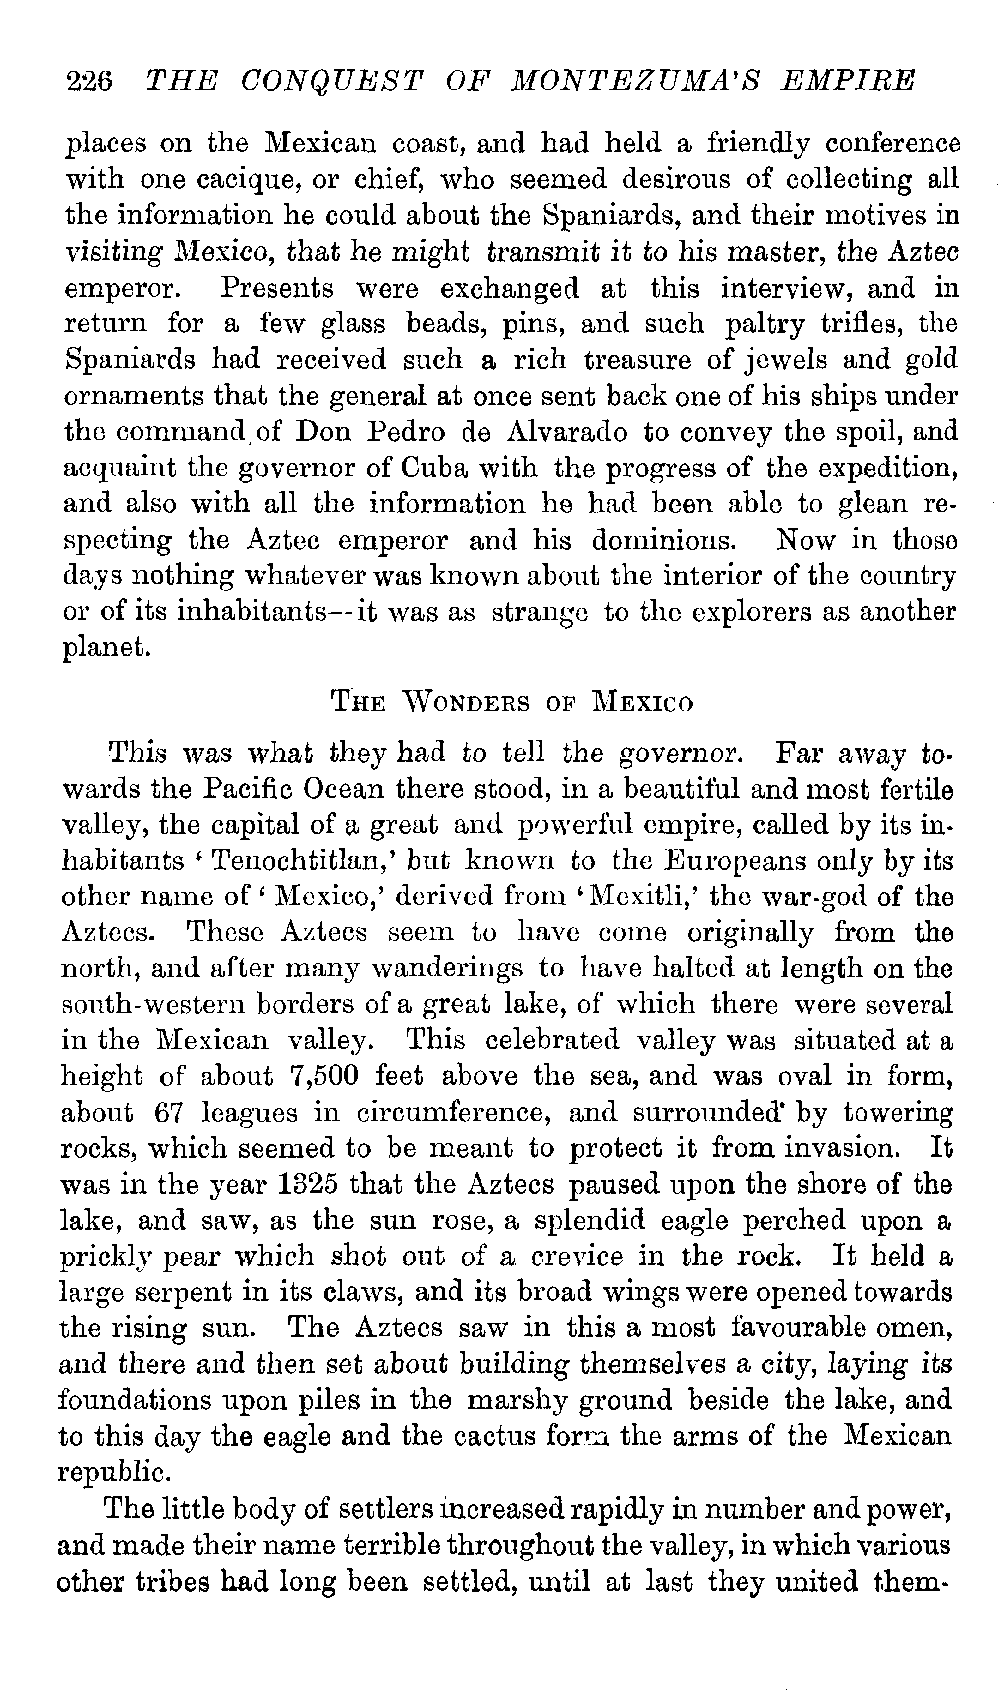 226 THE CONQUEST OF MONTEZUMA'S EMPIRE
places on the Mexican coast, and had held a friendly conference
with one cacique, or chief, who seemed desirous of collecting all
the information he could about the Spaniards, and their motives in
visiting Mexico, that he might transmit it to his master, the Aztec
emperor. Presents were exchanged at this interview, and in
return for a few glass beads, pins, and such paltry trifles, the
Spaniards had received such a rich treasure of jewels and gold
ornaments that the general at once sent back one of his ships under
the command of Don Pedro de Alvarado to convey the spoil, and
acquaint the governor of Cuba with the progress of the expedition,
and also with all the information he had been able to glean re-
specting the Aztec emperor and his dominions. Now in those
days nothing whatever was known about the interior of the country
or of its inhabitants--it was as strange to the explorers as another
planet.
THE WONDERS OF MEXICO
This was what they had to tell the governor. Far away to-
wards the Pacific Ocean there stood, in a beautiful and most fertile
valley, the capital of a great and powerful empire, called by its in-
habitants ' Tenochtitlan,' but known to the Europeans only by its
other name of ' Mexico,' derived from ' Mexitli,' the war-god of the
Aztecs. These Aztecs seem to have come originally from the
north, and after many wanderings to have halted at length on the
south-western borders of a great lake, of which there were several
in the Mexican valley. This celebrated valley was situated at a
height of about 7,500 feet above the sea, and was oval in form,
about 67 leagues in circumference, and surrounded by towering
rocks, which seemed to be meant to protect it from invasion. It
was in the year 1325 that the Aztecs paused upon the shore of the
lake, and saw, as the sun rose, a splendid eagle perched upon a
prickly pear which shot out of a crevice in the rock. It held a
large serpent in its claws, and its broad wings were opened towards
the rising sun. The Aztecs saw in this a most favourable omen,
and there and then set about building themselves a city, laying its
foundations upon piles in the marshy ground beside the lake, and
to this day the eagle and the cactus form the arms of the Mexican
republic.
The little body of settlers increased rapidly in number and power,
and made their name terrible throughout the valley, in which various
other tribes had long been settled, until at last they united them-